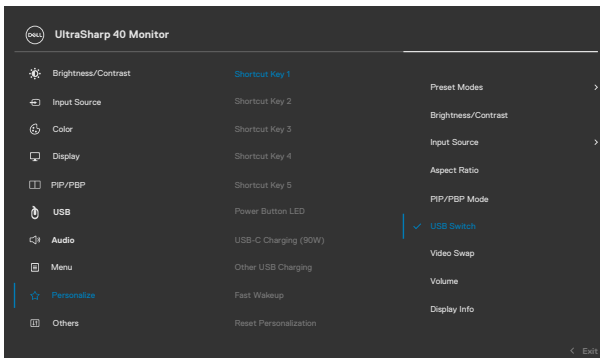 DELL UltraSharp 40 Monitor
Brightness/Contrast
Input Source
Color
Display
PIP/PBP
USB
Audio
Menu
Personalize
Others
Shortcut Key 1
Shortcut Key 2
Shortcut Key 3
Shortcut Key 4
Shortcut Key 5
Power Button LED
USB-C Charging (90W)
Other USB Charging
Fast Wakeup
Reset Personalization
Preset Modes
Brightness/Contrast
Input Source
Aspect Ratio
PIP/PBP Mode
USB Switch
Video Swap
Volume
Display Info
Exit